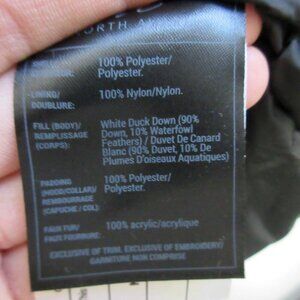 NORTH A
100% Polyester/
Polyester.
LINING/
DOUBLURE:
100% Nylon/Nylon.
FILL (BODY)/
REMPLISSAGE
(CORPS):
White Duck Down (90%
Down, 10% Waterfowl
Feathers) / Duvet De Canard
Blanc (90% Duvet, 10% De
Plumes D'oiseaux Aquatiques)
PADDING
(HOOD/COLLAR)/
REMBOURRAGE
(CAPUCHE / COL):
100% Polyester/
Polyester.
FAUX FUR/
FAUX FOURRURE:
100% acrylic/acrylique
EXCLUSIVE OF TRIM, EXCLUSIVE OF EMBROIDERY/
GARNITURE NON COMPRISE